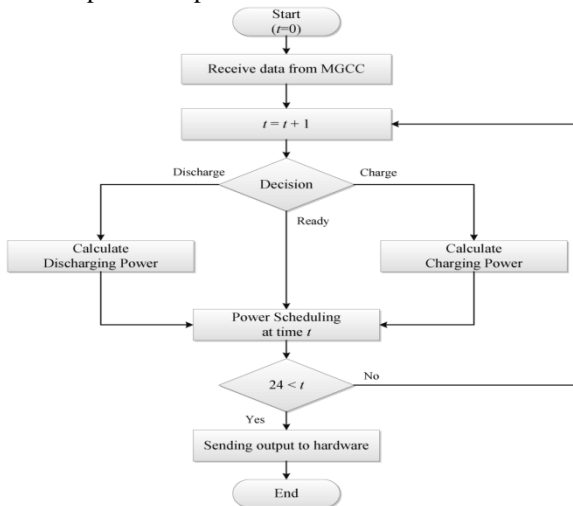 Start
(t=0)
Receive data from MGCC
t = t + 1
Discharge
Decision
Charge
Ready
Calculate
Discharging Power
Calculate
Charging Power
Power Scheduling
at time t
24 < t
No
Yes
Sending output to hardware
End